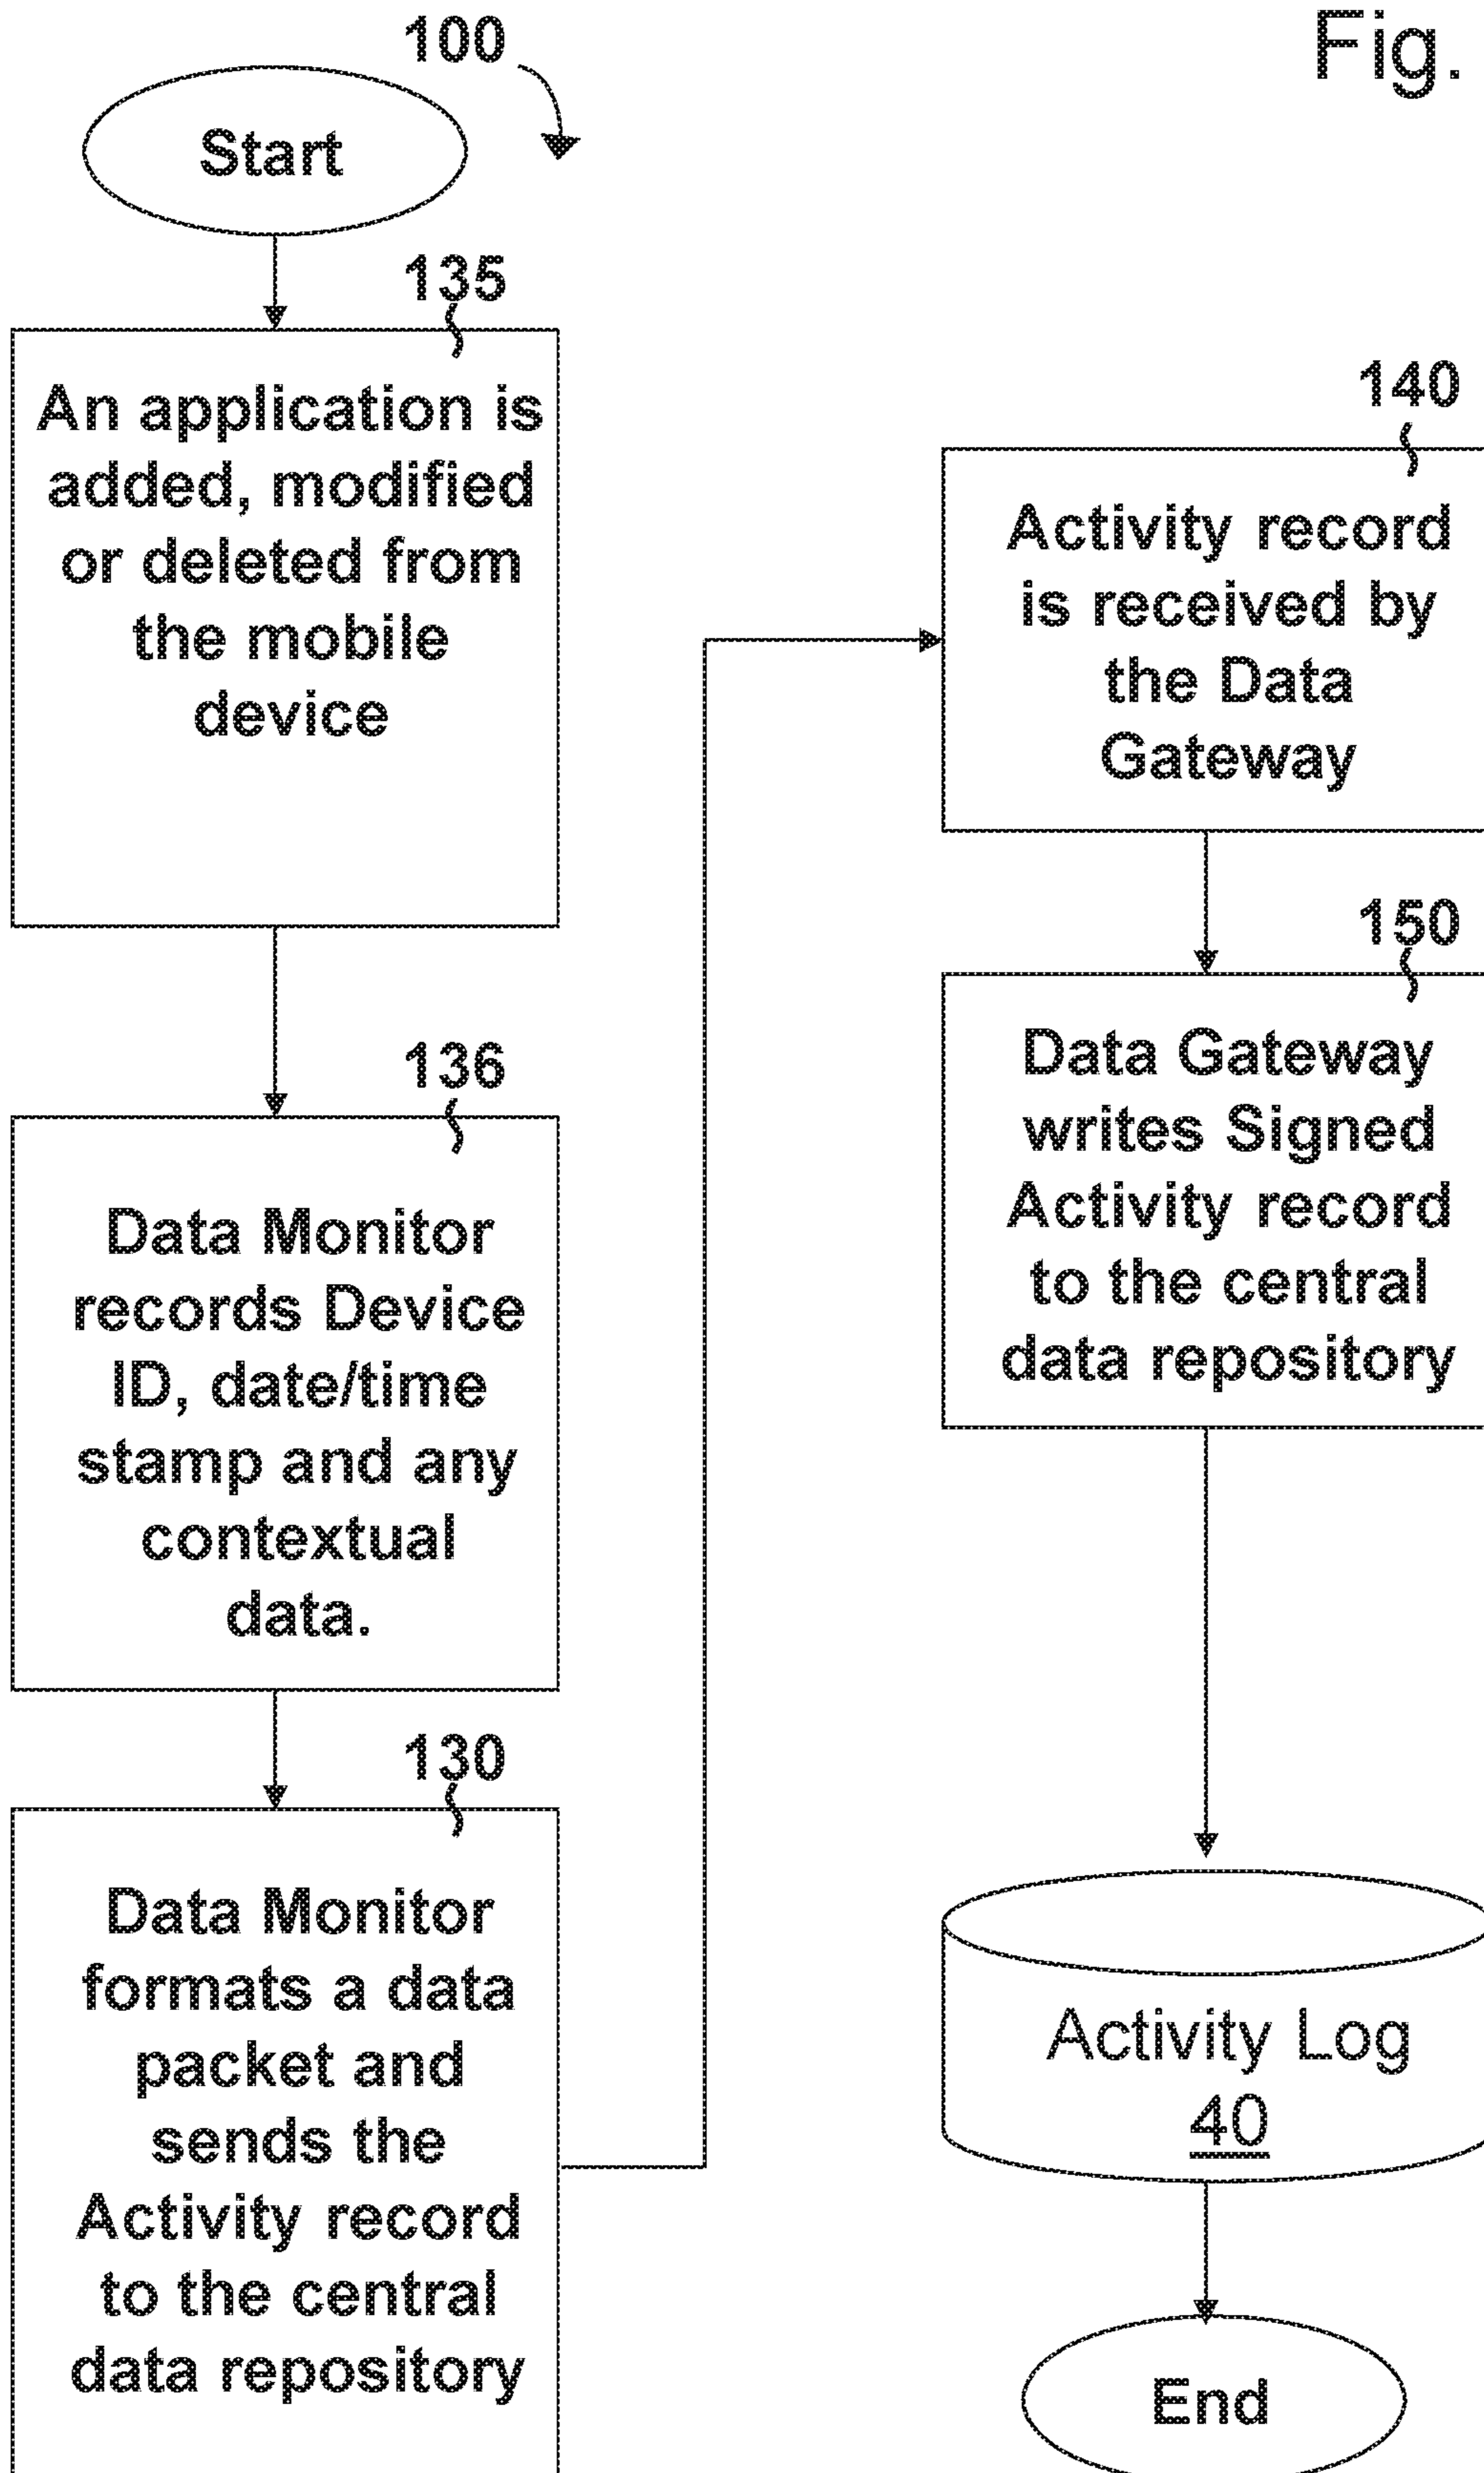 100
Fig.
Start
135
An application is
added, modified
or deleted from
the mobile
device
136
Data Monitor
records Device
ID, date/time
stamp and any
contextual
data.
130
Data Monitor
formats a data
packet and
sends the
Activity record
to the central
data repository
140
Activity record
is received by
the Data
Gateway
150
Data Gateway
writes Signed
Activity record
to the central
data repository
Activity Log
40
End